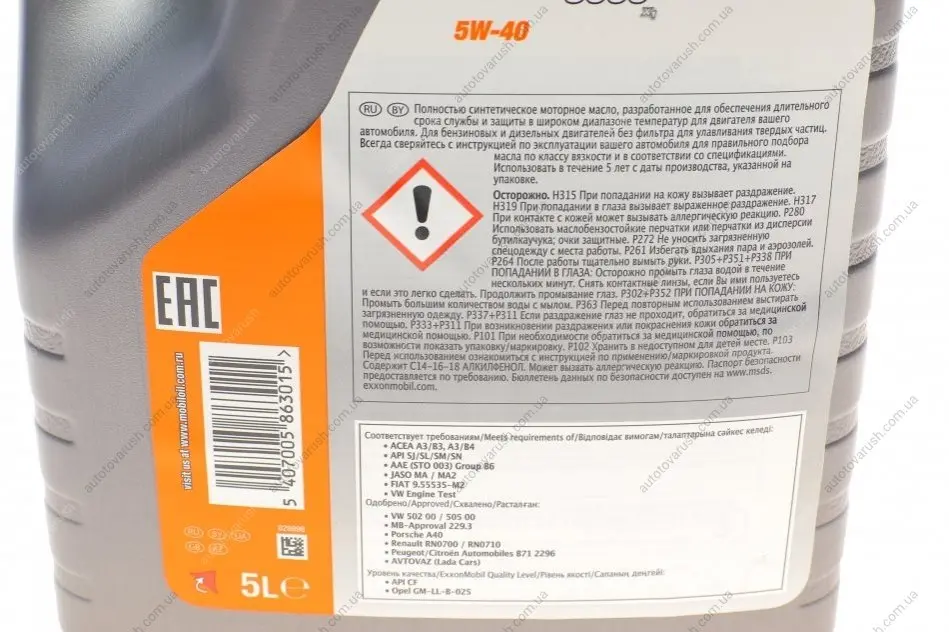 5W-40
RU BY Полностью синтетическое моторное масло, разработанное для обеспечения длительного
срока службы и защиты в широком диапазоне температур для двигателя вашего
автомобиля. Для бензиновых и дизельных двигателей без фильтра для улавливания твердых частиц.
Всегда сверяйтесь с инструкцией по эксплуатации вашего автомобиля для правильного подбора
масла по классу вязкости и в соответствии со спецификациями.
Использовать в течение 5 лет с даты производства, указанной на
упаковке.
Осторожно. H315 При попадании на кожу вызывает раздражение.
H319 При попадании в глаза вызывает выраженное раздражение. H317
При контакте с кожей может вызывать аллергическую реакцию. P280
Использовать маслобензостойкие перчатки или перчатки из дисперсии
бутилкаучука; очки защитные. P272 Не уносить загрязненную
спецодежду с места работы. P261 Избегать вдыхания пара и аэрозолей.
P264 После работы тщательно вымыть руки. P305+P351+P338 ПРИ
ПОПАДАНИИ В ГЛАЗА: Осторожно промыть глаза водой в течение
нескольких минут. Снять контактные линзы, если Вы ими пользуетесь
и если это легко сделать. Продолжить промывание глаз. P302+P352 ПРИ ПОПАДАНИИ НА КОЖУ:
Промыть большим количеством воды с мылом. P363 Перед повторным использованием выстирать
загрязненную одежду. P337+P311 Если раздражение глаз не проходит, обратиться за медицинской
помощью. P333+P311 При возникновении раздражения или покраснения кожи обратиться за
медицинской помощью. P101 При необходимости обратиться за медицинской помощью, по
возможности показать упаковку/маркировку. P102 Хранить в недоступном для детей месте. P103
Перед использованием ознакомиться с инструкцией по применению/маркировкой продукта.
Содержит C14-16-18 АЛКИЛФЕНОЛ. Может вызвать аллергическую реакцию. Паспорт безопасности
предоставляется по требованию. Бюллетень данных по безопасности доступен на www.msds.
exxonmobil.com.
EAC
visit us at www.mobiloil.com.ru
5 407005 863015 >
Соответствует требованиям/Meets requirements of/Відповідає вимогам/талаптарына сәйкес келеді:
• ACEA A3/B3, A3/B4
• API SJ/SL/SM/SN
• AAE (STO 003) Group B6
• JASO MA / MA2
• FIAT 9.55535-M2
• VW Engine Test
Одобрено/Approved/Схвалено/Расталған:
• VW 502 00 / 505 00
• MB-Approval 229.3
• Porsche A40
• Renault RN0700 / RN0710
• Peugeot/Citroën Automobiles B71 2296
• AVTOVAZ (Lada Cars)
Уровень качества/ExxonMobil Quality Level/Рівень якості/Сапаның деңгейі:
• API CF
• Opel GM-LL-B-025
RU BY UA
GB KZ
5L e
autotovarush.com.ua